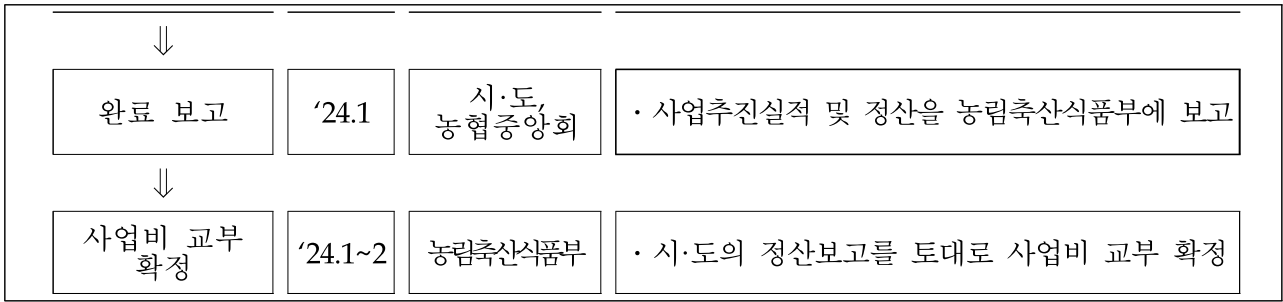 ⇓
완료 보고
‘24.1
시·도,
농협중앙회
· 사업추진실적 및 정산을 농림축산식품부에 보고
⇓
사업비 교부
확정
‘24.1~2
농림축산식품부
· 시·도의 정산보고를 토대로 사업비 교부 확정